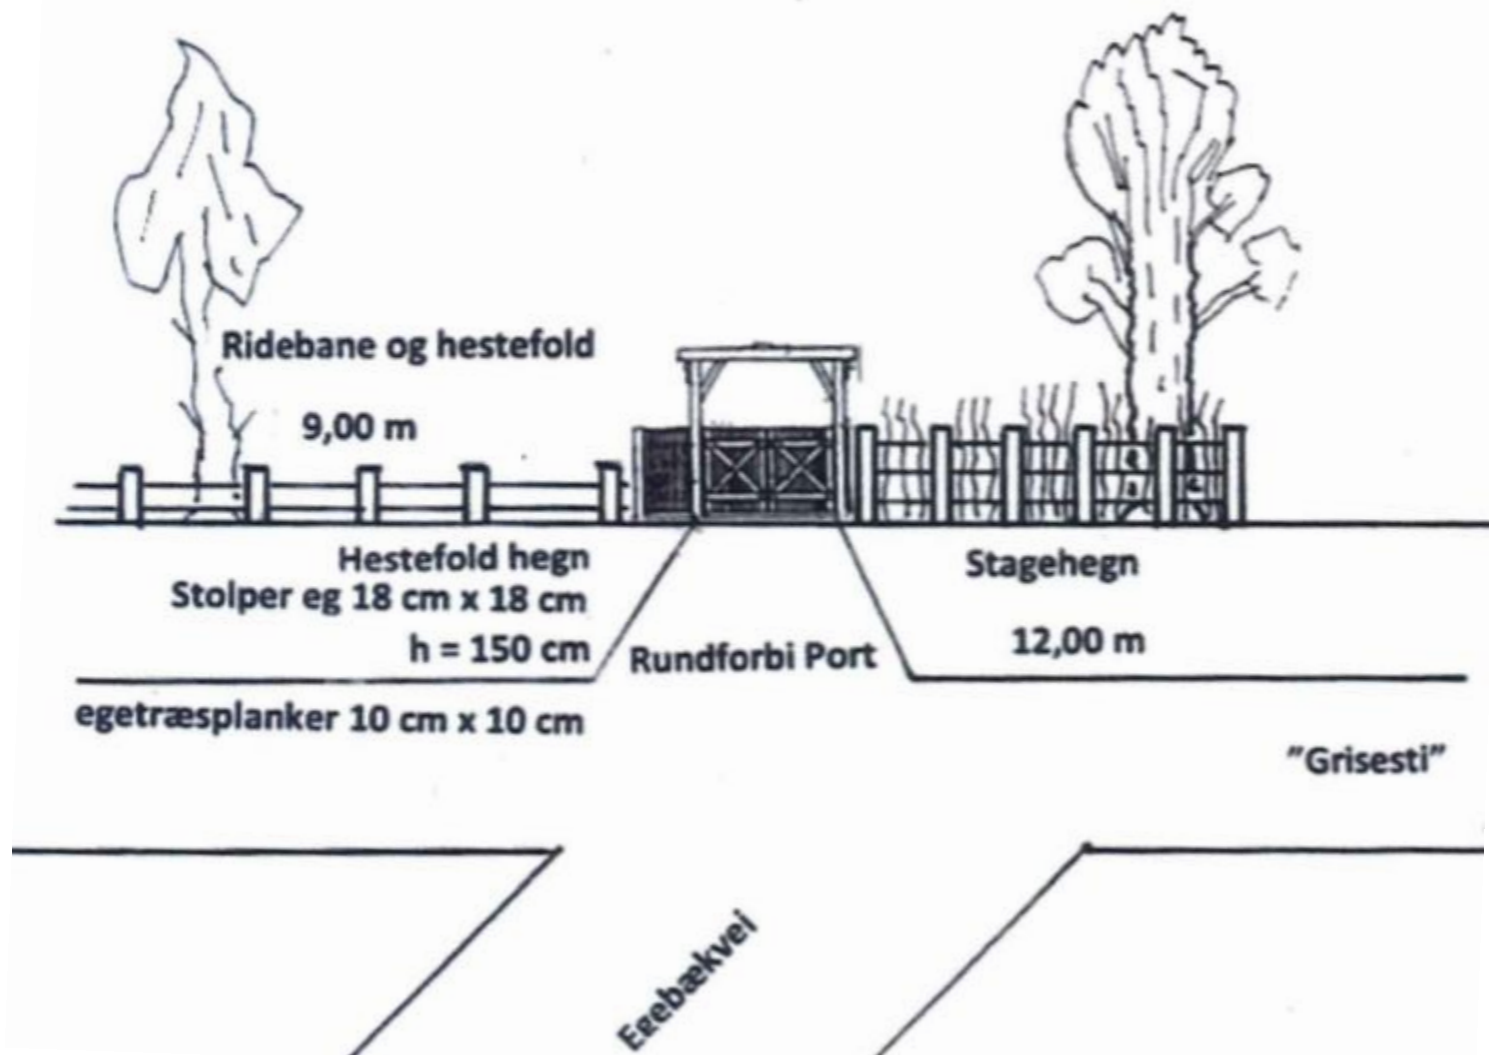 Ridebane og hestefold
9,00 m
Hestefold hegn
Stolper eg 18 cm x 18 cm
h = 150 cm
egetræsplanker 10 cm x 10 cm
Rundforbi Port
Stagehegn
12,00 m
"Grisesti"
Egebækvej